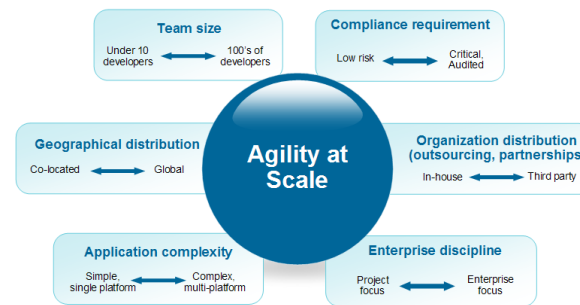 Team size
Under 10 100's of
developers developers
Compliance requirement
Low risk Critical,
Audited
Geographical distribution
Co-located Global
Agility at
Scale
Organization distribution
(outsourcing, partnerships
In-house Third party
Application complexity
Simple, Complex,
single platform multi-platform
Enterprise discipline
Project Enterprise
focus focus